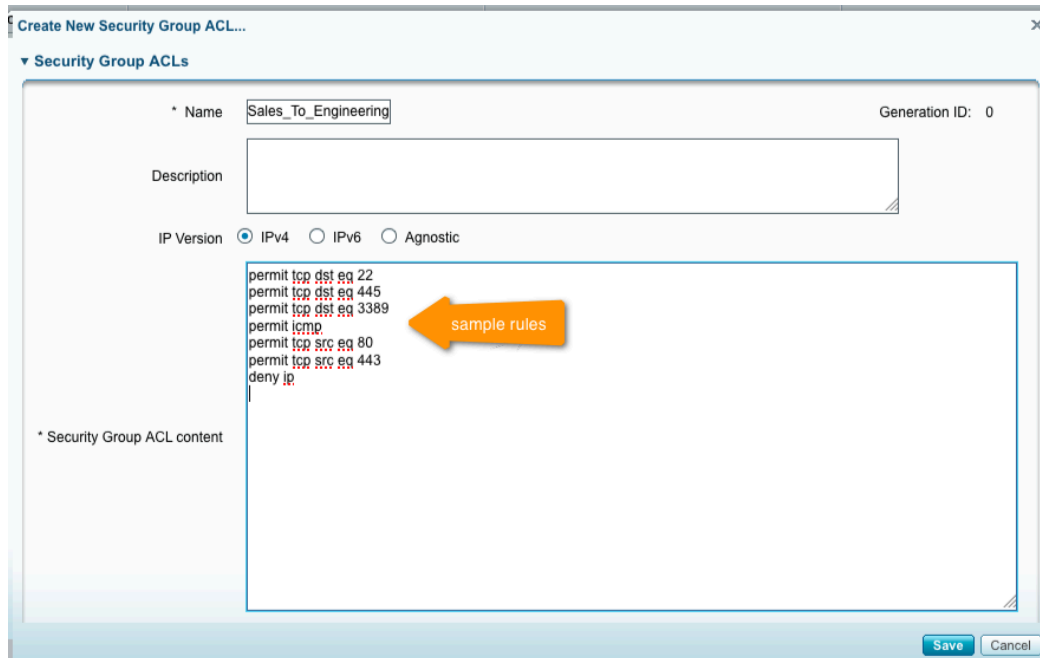 Create New Security Group ACL...
Security Group ACLs
* Name Sales_To_Engineering Generation ID: 0
Description
IP Version IPv4 IPv6 Agnostic
permit tcp dst eq 22
permit tcp dst eq 445
permit tcp dst eq 3389
permit icmp
permit tcp src eq 80
permit tcp src eq 443
deny ip
sample rules
* Security Group ACL content
Save Cancel